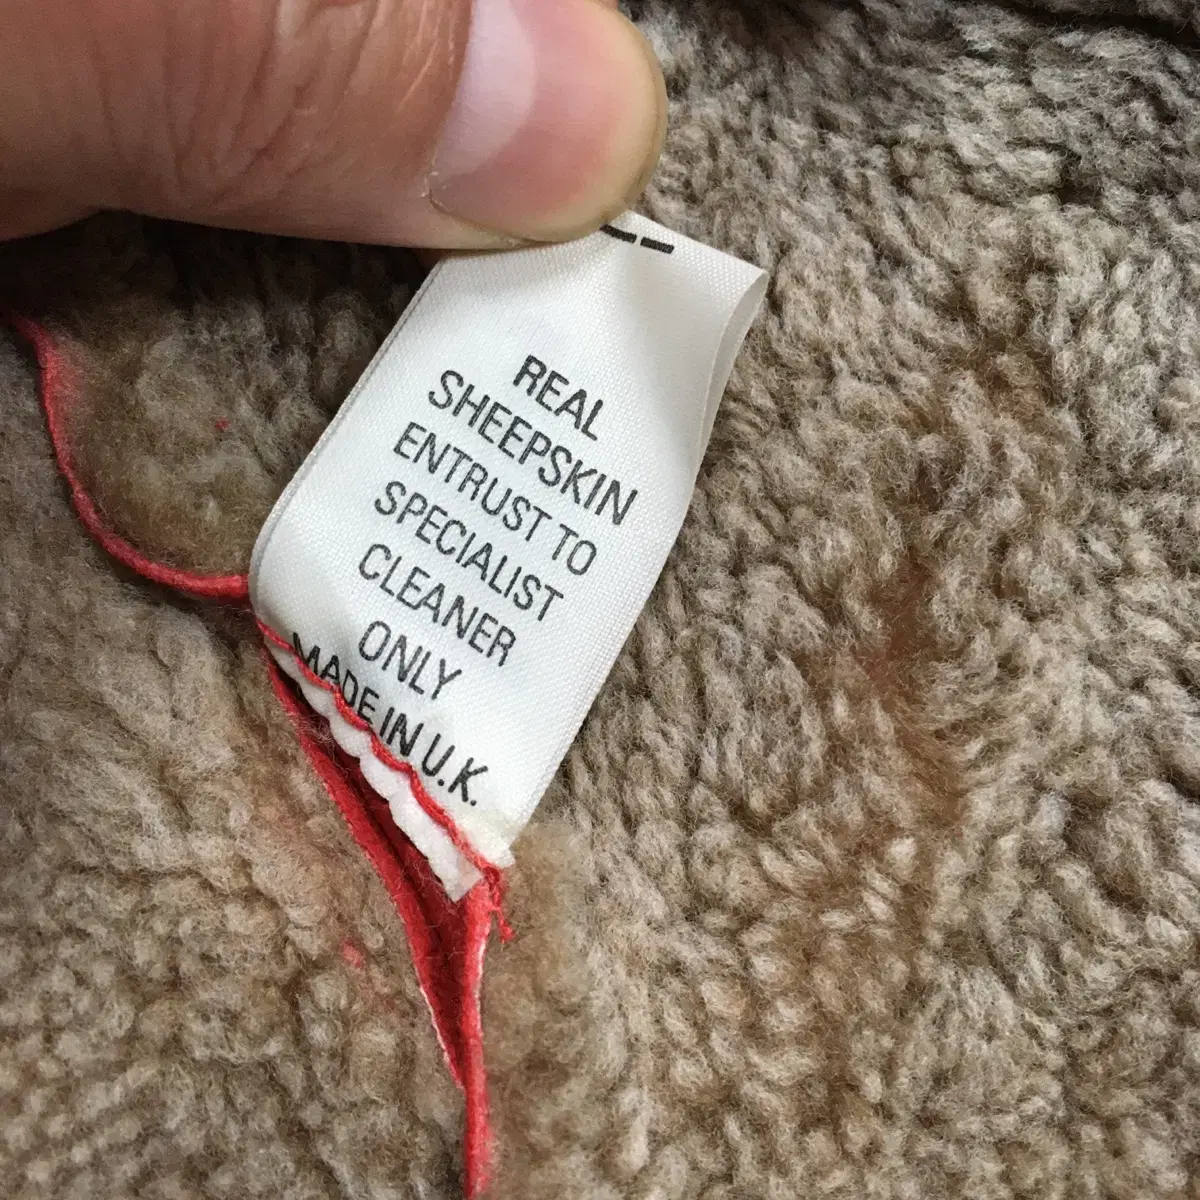 REAL
SHEEPSKIN
ENTRUST TO
SPECIALIST
CLEANER
ONLY
MADE IN U.K.